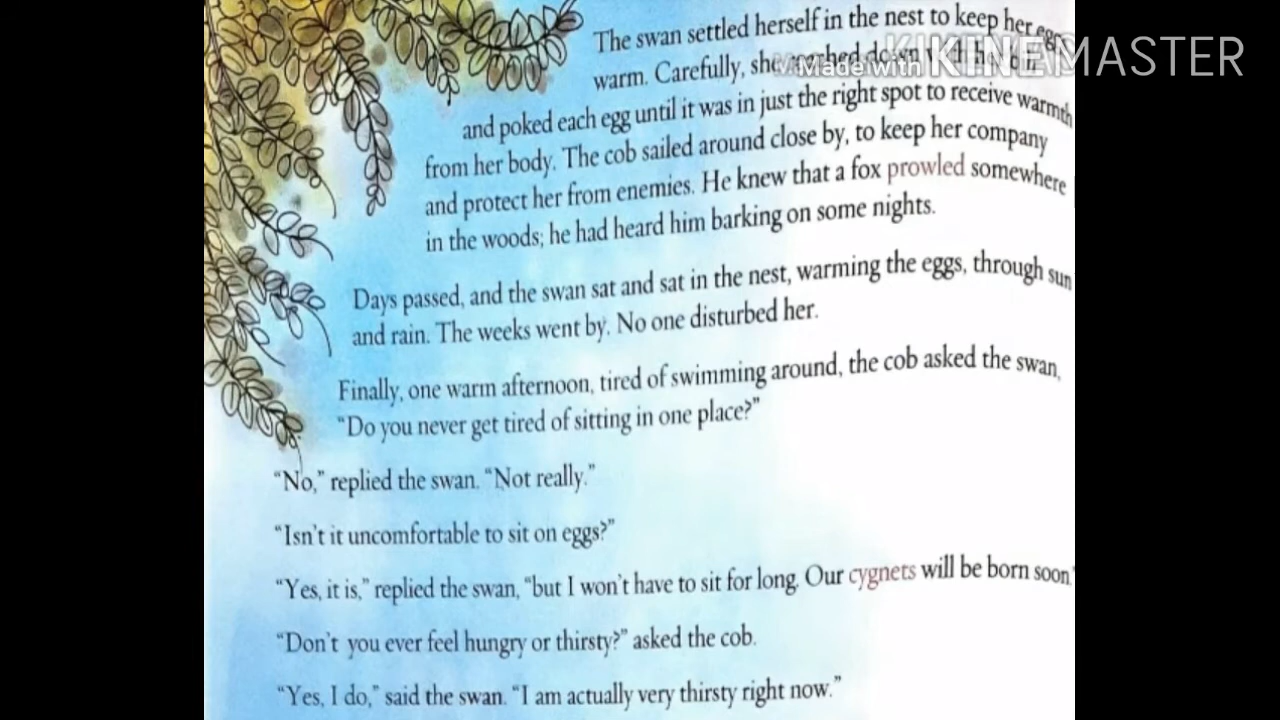 The swan settled herself in the nest to keep her eggs
warm. Carefully, she reached down
and poked each egg until it was in just the right spot to receive warmth
from her body. The cob sailed around close by, to keep her company
and protect her from enemies. He knew that a fox prowled somewhere
in the woods; he had heard him barking on some nights.
Days passed, and the swan sat and sat in the nest, warming the eggs, through sun
and rain. The weeks went by. No one disturbed her.
Finally, one warm afternoon, tired of swimming around, the cob asked the swan,
“Do you never get tired of sitting in one place?”
“No,” replied the swan. “Not really.”
“Isn’t it uncomfortable to sit on eggs?”
“Yes, it is,” replied the swan, “but I won’t have to sit for long. Our cygnets will be born soon.”
“Don’t you ever feel hungry or thirsty?” asked the cob.
“Yes, I do,” said the swan. “I am actually very thirsty right now.”
Made with KINEMASTER